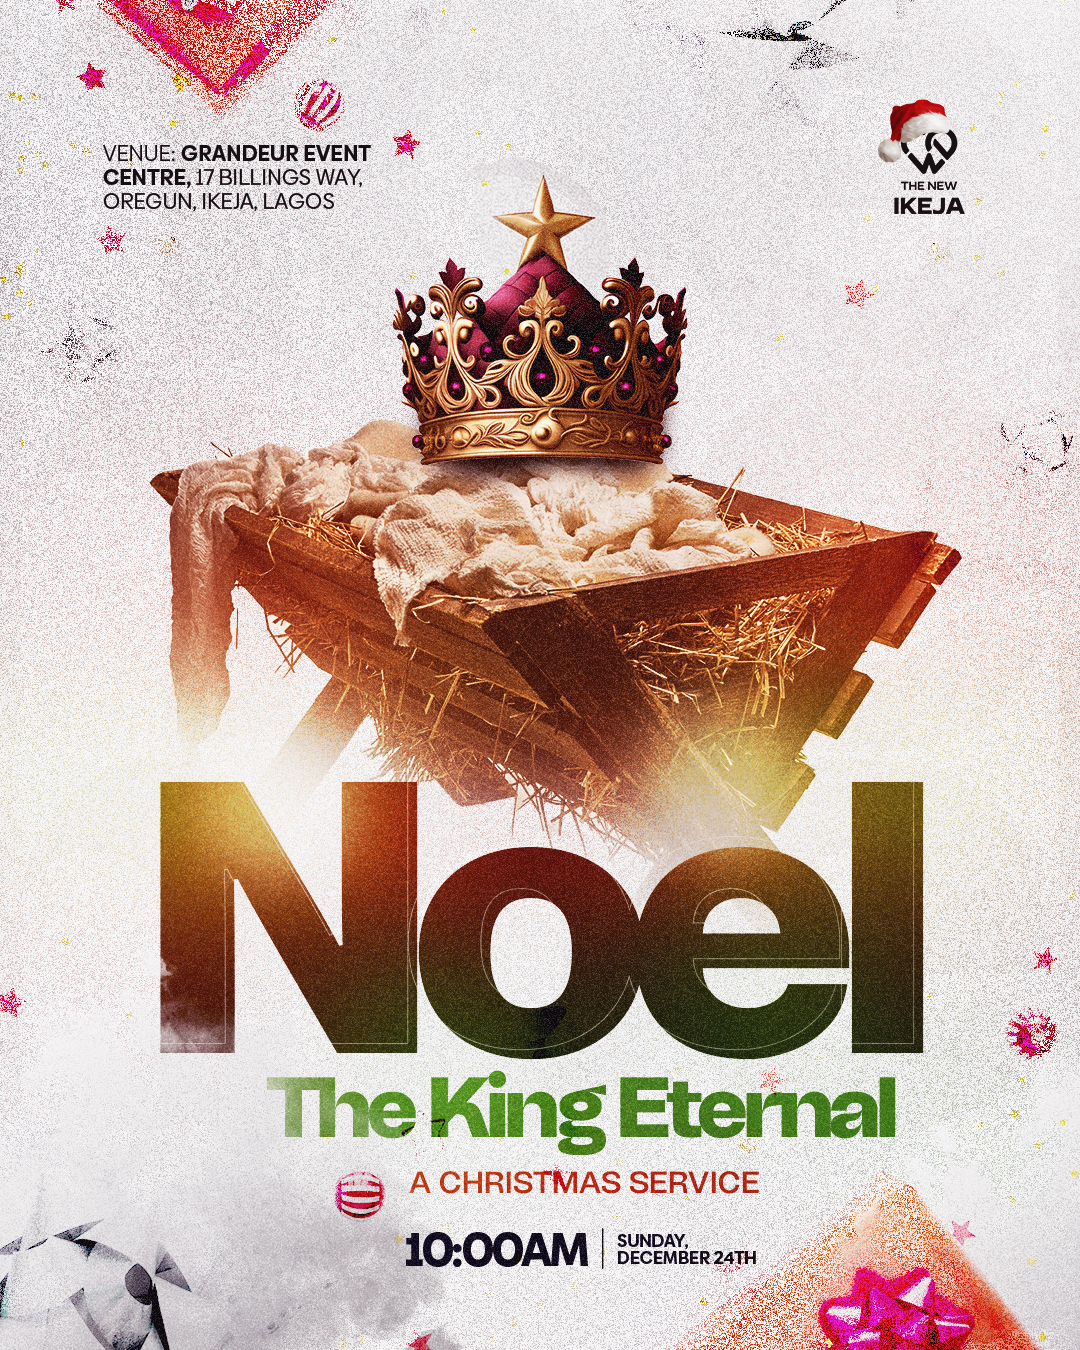 VENUE: GRANDEUR EVENT
CENTRE, 17 BILLINGS WAY,
OREGUN, IKEJA, LAGOS
THE NEW
IKEJA
Noel
The King Eternal
A CHRISTMAS SERVICE
10:00AM
SUNDAY,
DECEMBER 24TH